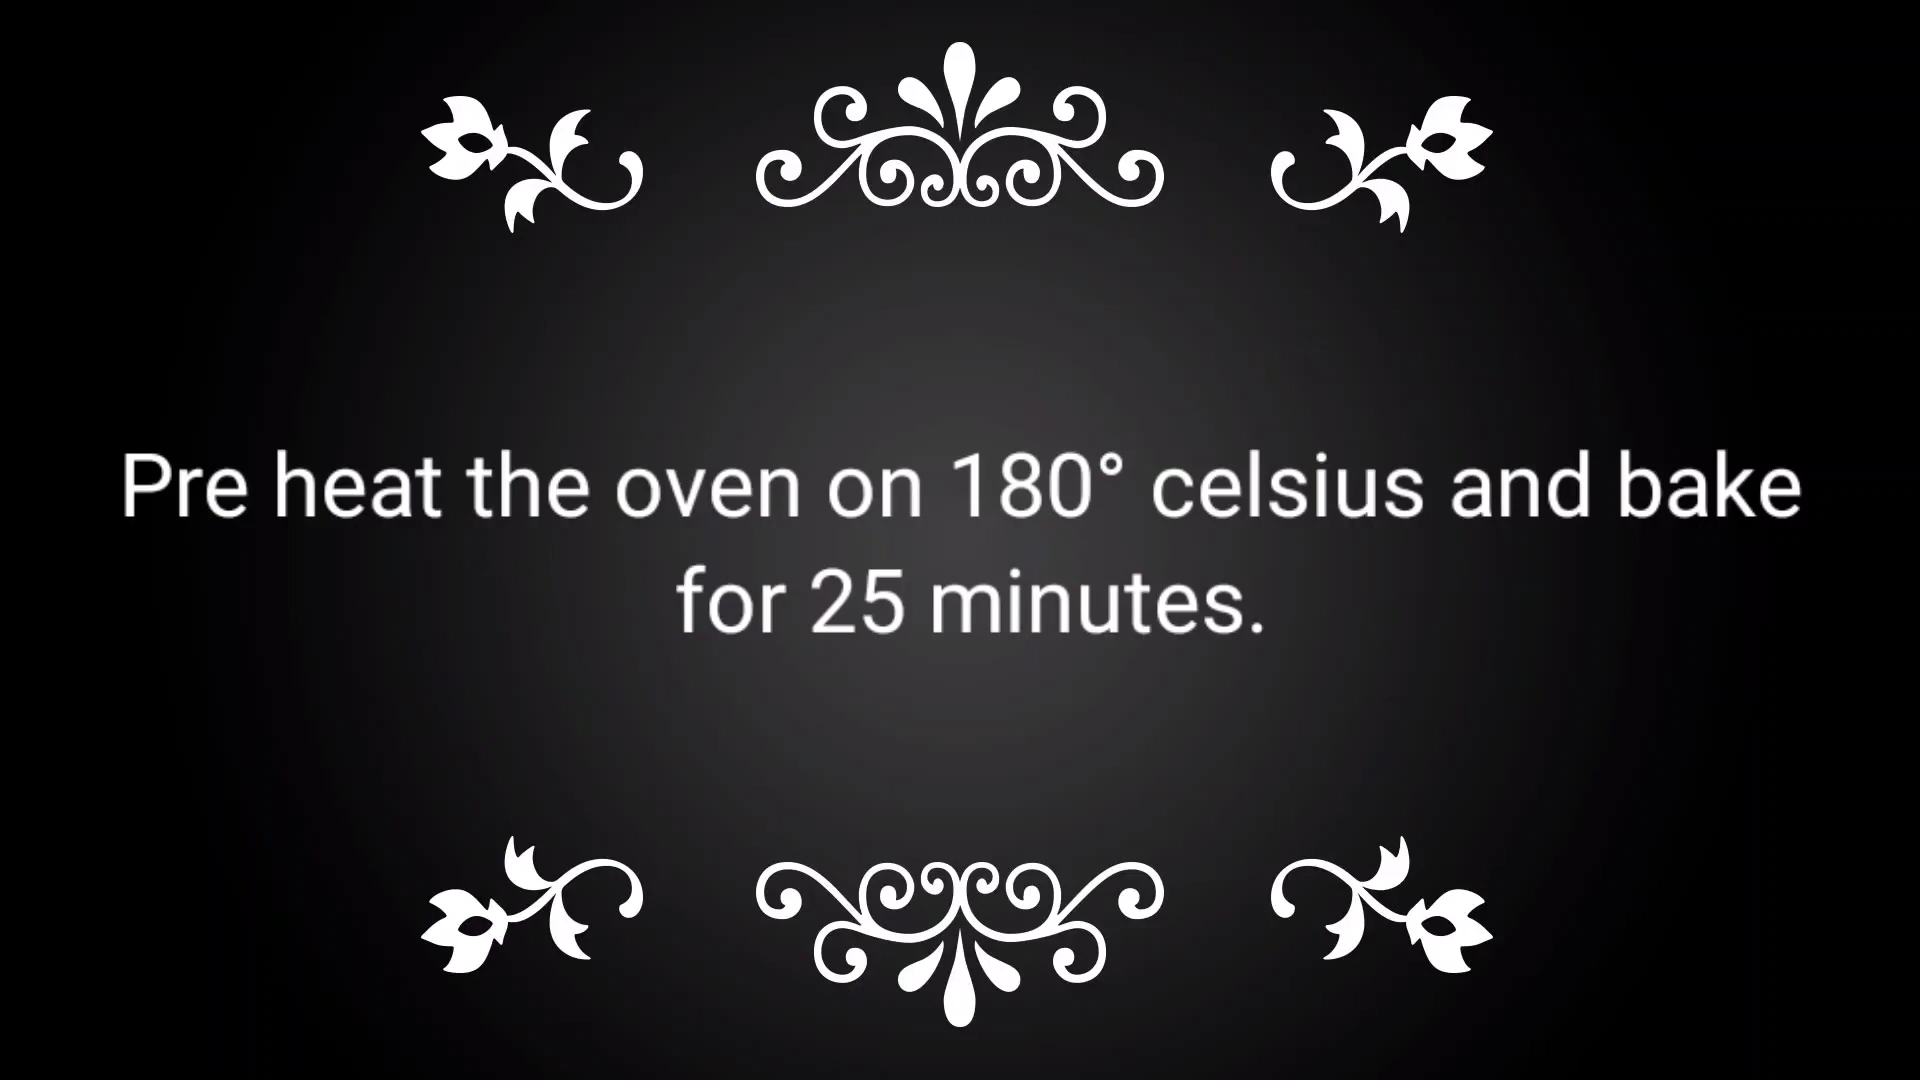 Pre heat the oven on 180° celsius and bake
for 25 minutes.